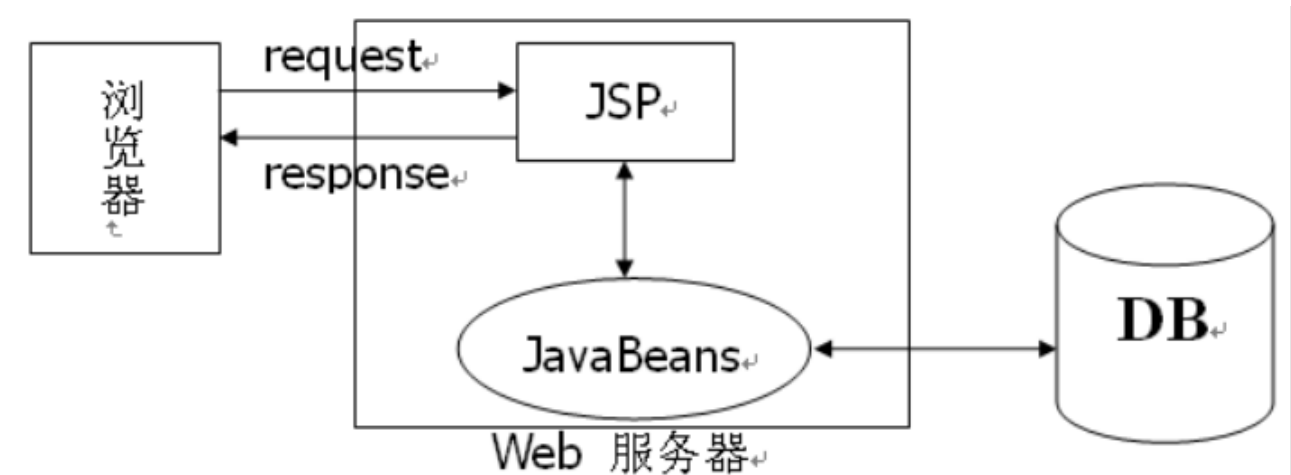 request
浏览器
JSP
response
DB
JavaBeans
Web 服务器